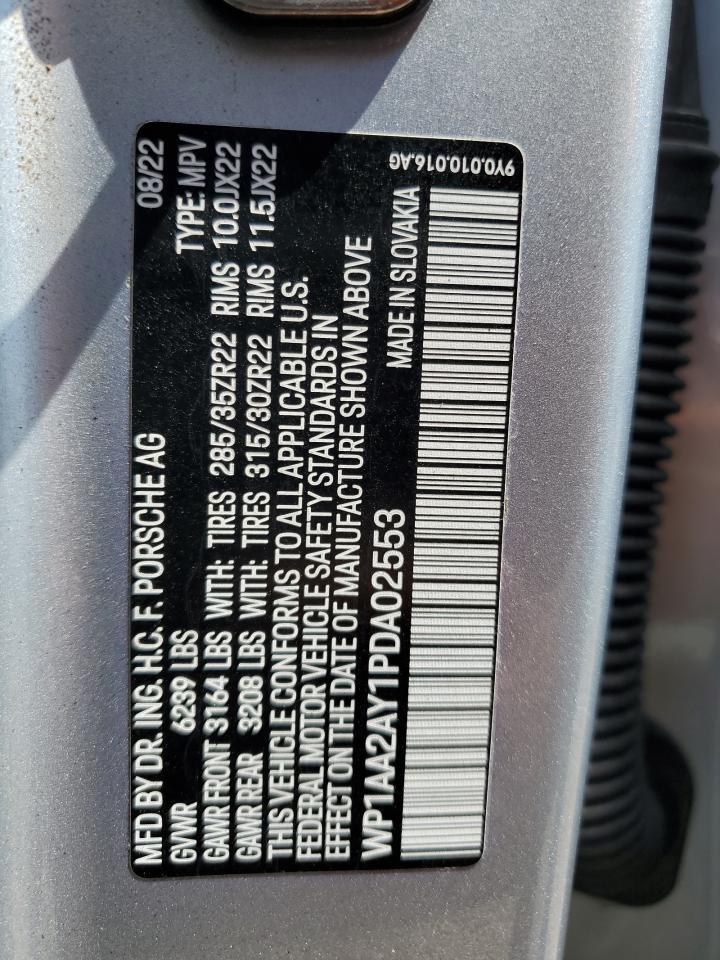 MFD BY DR. ING. H.C. F. PORSCHE AG 08/22
GVWR 6239 LBS TYPE: MPV
GAWR FRONT 3164 LBS WITH: TIRES 285/35ZR22 RIMS 10.0JX22
GAWR REAR 3208 LBS WITH: TIRES 315/30ZR22 RIMS 11.5JX22
THIS VEHICLE CONFORMS TO ALL APPLICABLE U.S.
FEDERAL MOTOR VEHICLE SAFETY STANDARDS IN
EFFECT ON THE DATE OF MANUFACTURE SHOWN ABOVE
WP1AA2AY1PDA02553 MADE IN SLOVAKIA
9Y0.010.016.AG